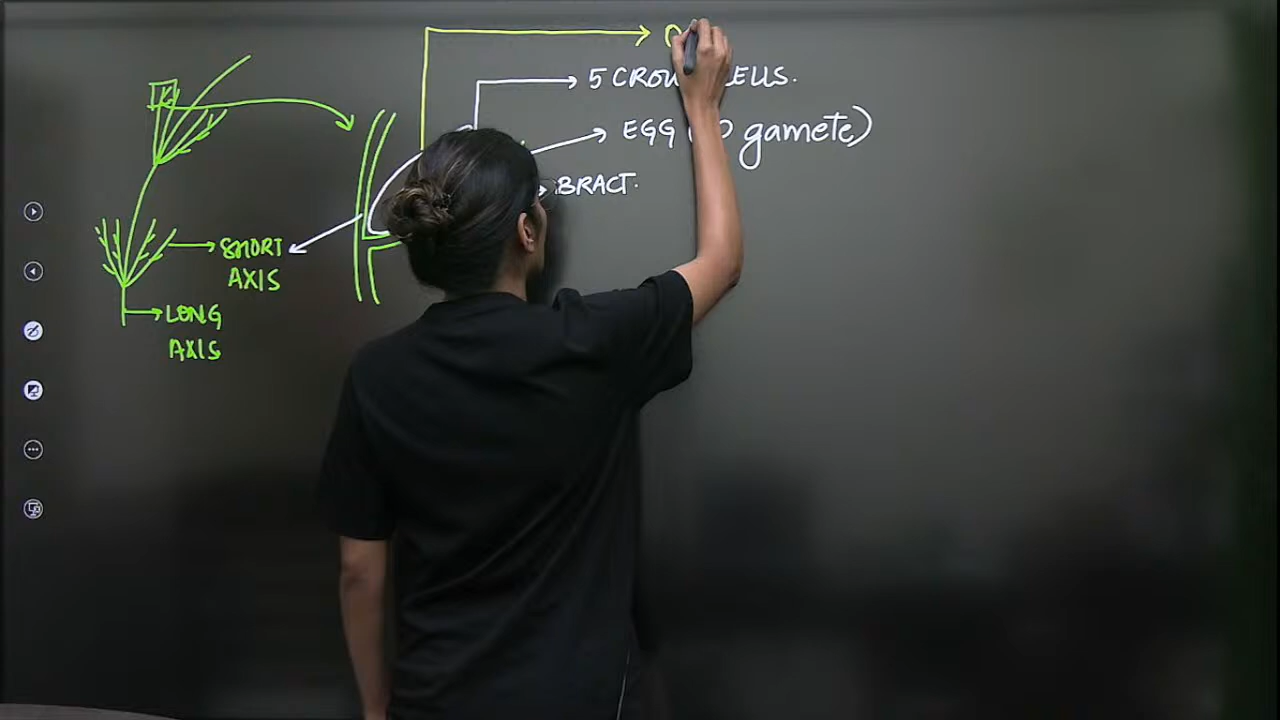 5 CROW ELLS.
EGG gamete)
BRACT.
SHORT
AXIS
LONG
AXIS